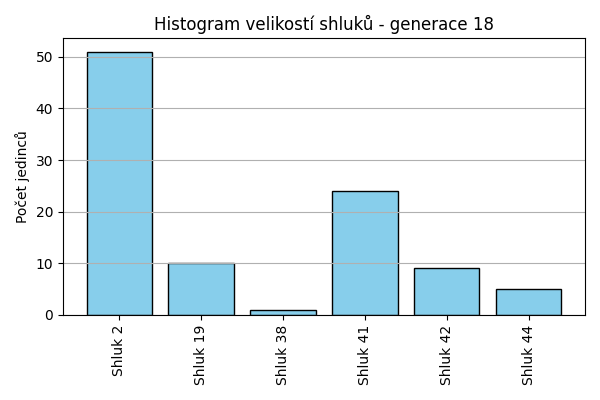 Histogram velikostí shluků - generace 18
Počet jedinců
50
40
30
20
10
0
Shluk 2
Shluk 19
Shluk 38
Shluk 41
Shluk 42
Shluk 44